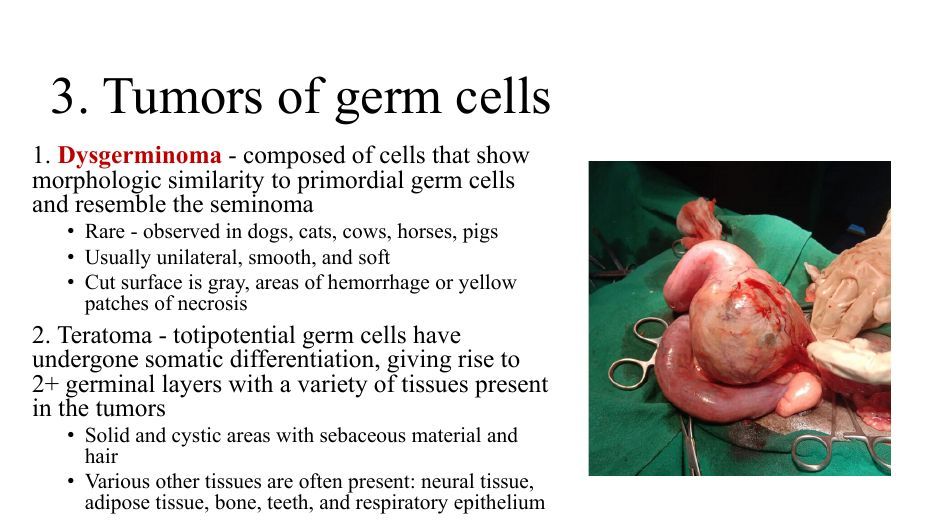 3. Tumors of germ cells
1. Dysgerminoma - composed of cells that show
morphologic similarity to primordial germ cells
and resemble the seminoma
• Rare - observed in dogs, cats, cows, horses, pigs
• Usually unilateral, smooth, and soft
• Cut surface is gray, areas of hemorrhage or yellow
patches of necrosis
2. Teratoma - totipotential germ cells have
undergone somatic differentiation, giving rise to
2+ germinal layers with a variety of tissues present
in the tumors
• Solid and cystic areas with sebaceous material and
hair
• Various other tissues are often present: neural tissue,
adipose tissue, bone, teeth, and respiratory epithelium